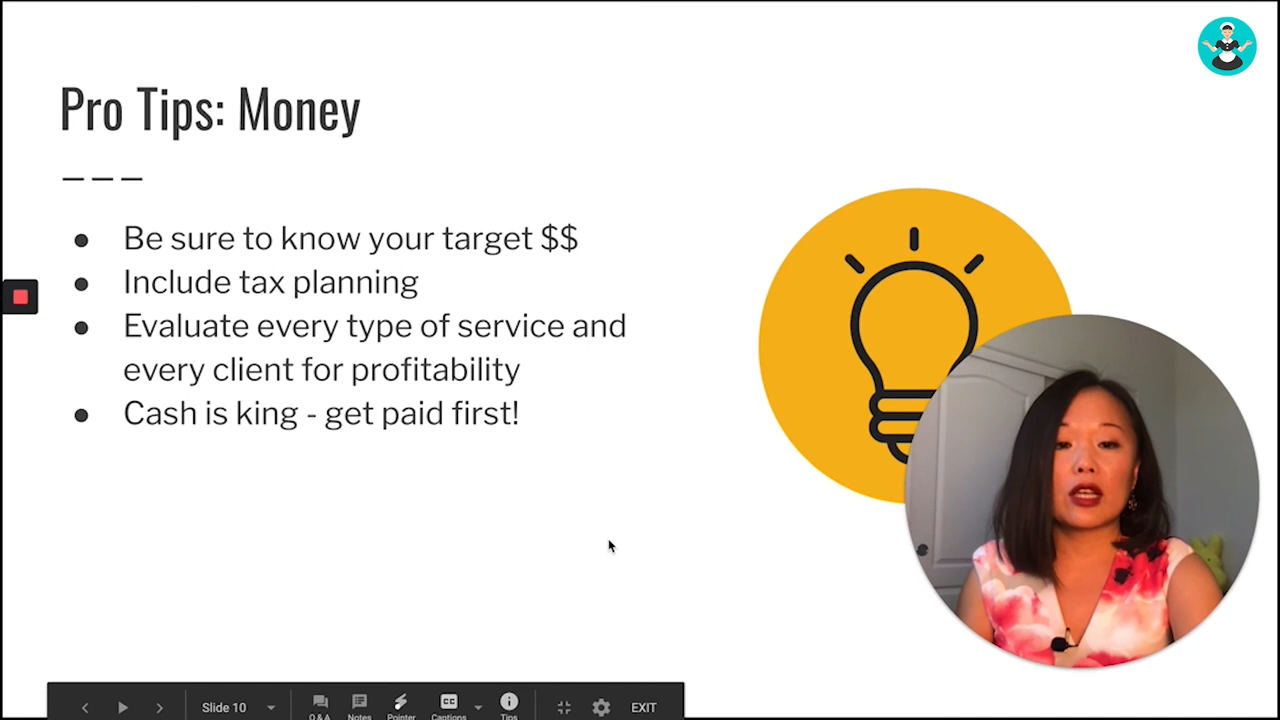 Pro Tips: Money
Be sure to know your target $$
Include tax planning
Evaluate every type of service and
every client for profitability
Cash is king - get paid first!
Slide 10
CC
EXIT
Q & A
Notes
Pointer
Captions
Tips